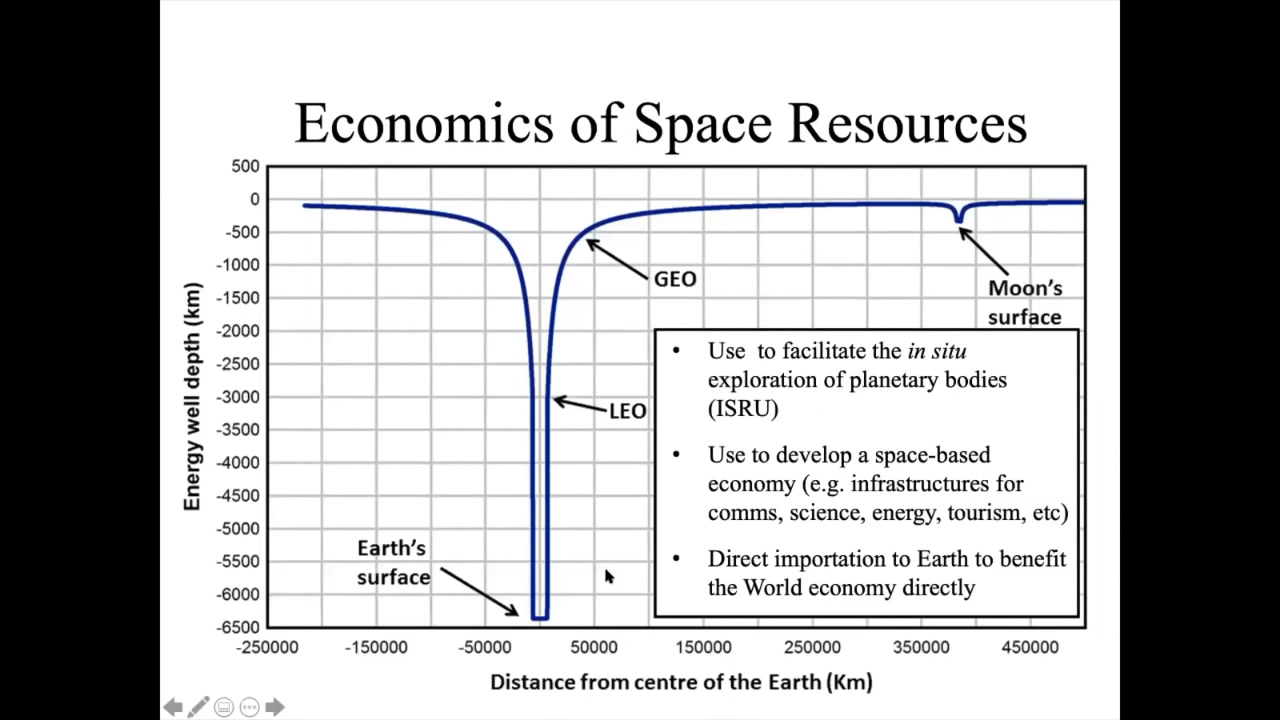 Economics of Space Resources
500
0
-500
-1000
-1500
-2000
-2500
-3000
-3500
-4000
-4500
-5000
-5500
-6000
-6500
Energy well depth (km)
-250000 -150000 -50000 50000 150000 250000 350000 450000
Distance from centre of the Earth (Km)
GEO
LEO
Earth's
surface
Moon's
surface
• Use  to facilitate the in situ
exploration of planetary bodies
(ISRU)
• Use to develop a space-based
economy (e.g. infrastructures for
comms, science, energy, tourism, etc)
• Direct importation to Earth to benefit
the World economy directly